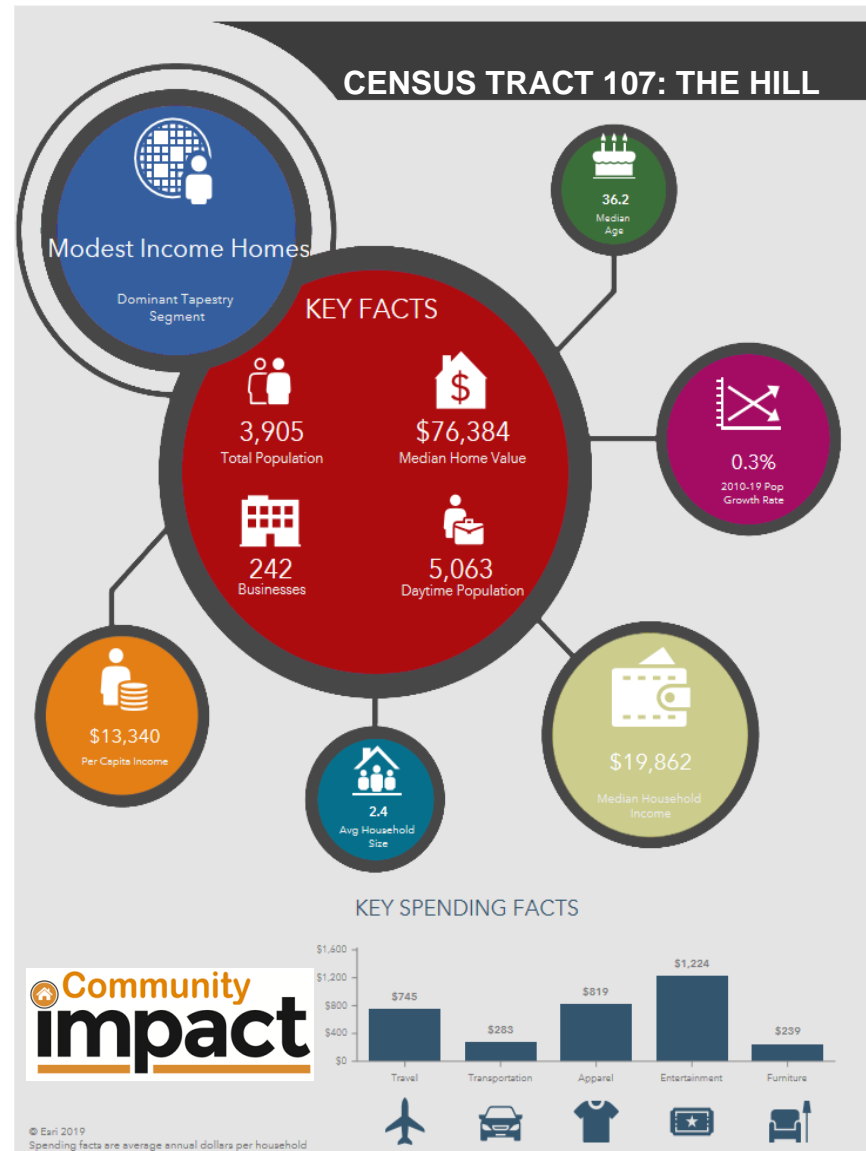 CENSUS TRACT 107: THE HILL
Modest Income Homes
Dominant Tapestry
Segment
36.2
Median
Age
KEY FACTS
3,905
Total Population
$76,384
Median Home Value
242
Businesses
5,063
Daytime Population
0.3%
2010-19 Pop
Growth Rate
$13,340
Per Capita Income
2.4
Avg Household
Size
$19,862
Median Household
Income
KEY SPENDING FACTS
$1,600
$1,200
$800
$400
$0
$745
$283
$819
$1,224
$239
Travel
Transportation
Apparel
Entertainment
Furniture
Community
impact
© Esri 2019
Spending facts are average annual dollars per household